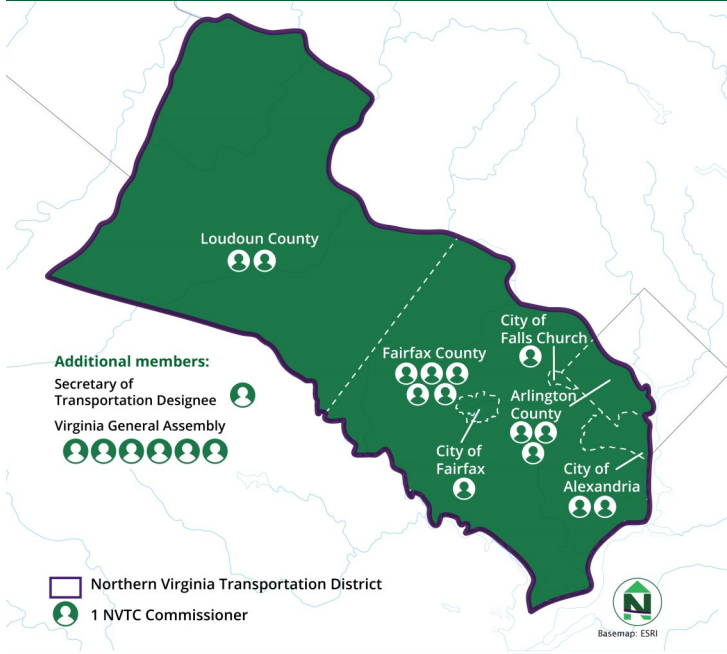 Loudoun County
City of
Falls Church
Fairfax County
Arlington
County
City of
Fairfax
City of
Alexandria
Additional members:
Secretary of
Transportation Designee
Virginia General Assembly
Northern Virginia Transportation District
1 NVTC Commissioner
N
Basemap: ESRI